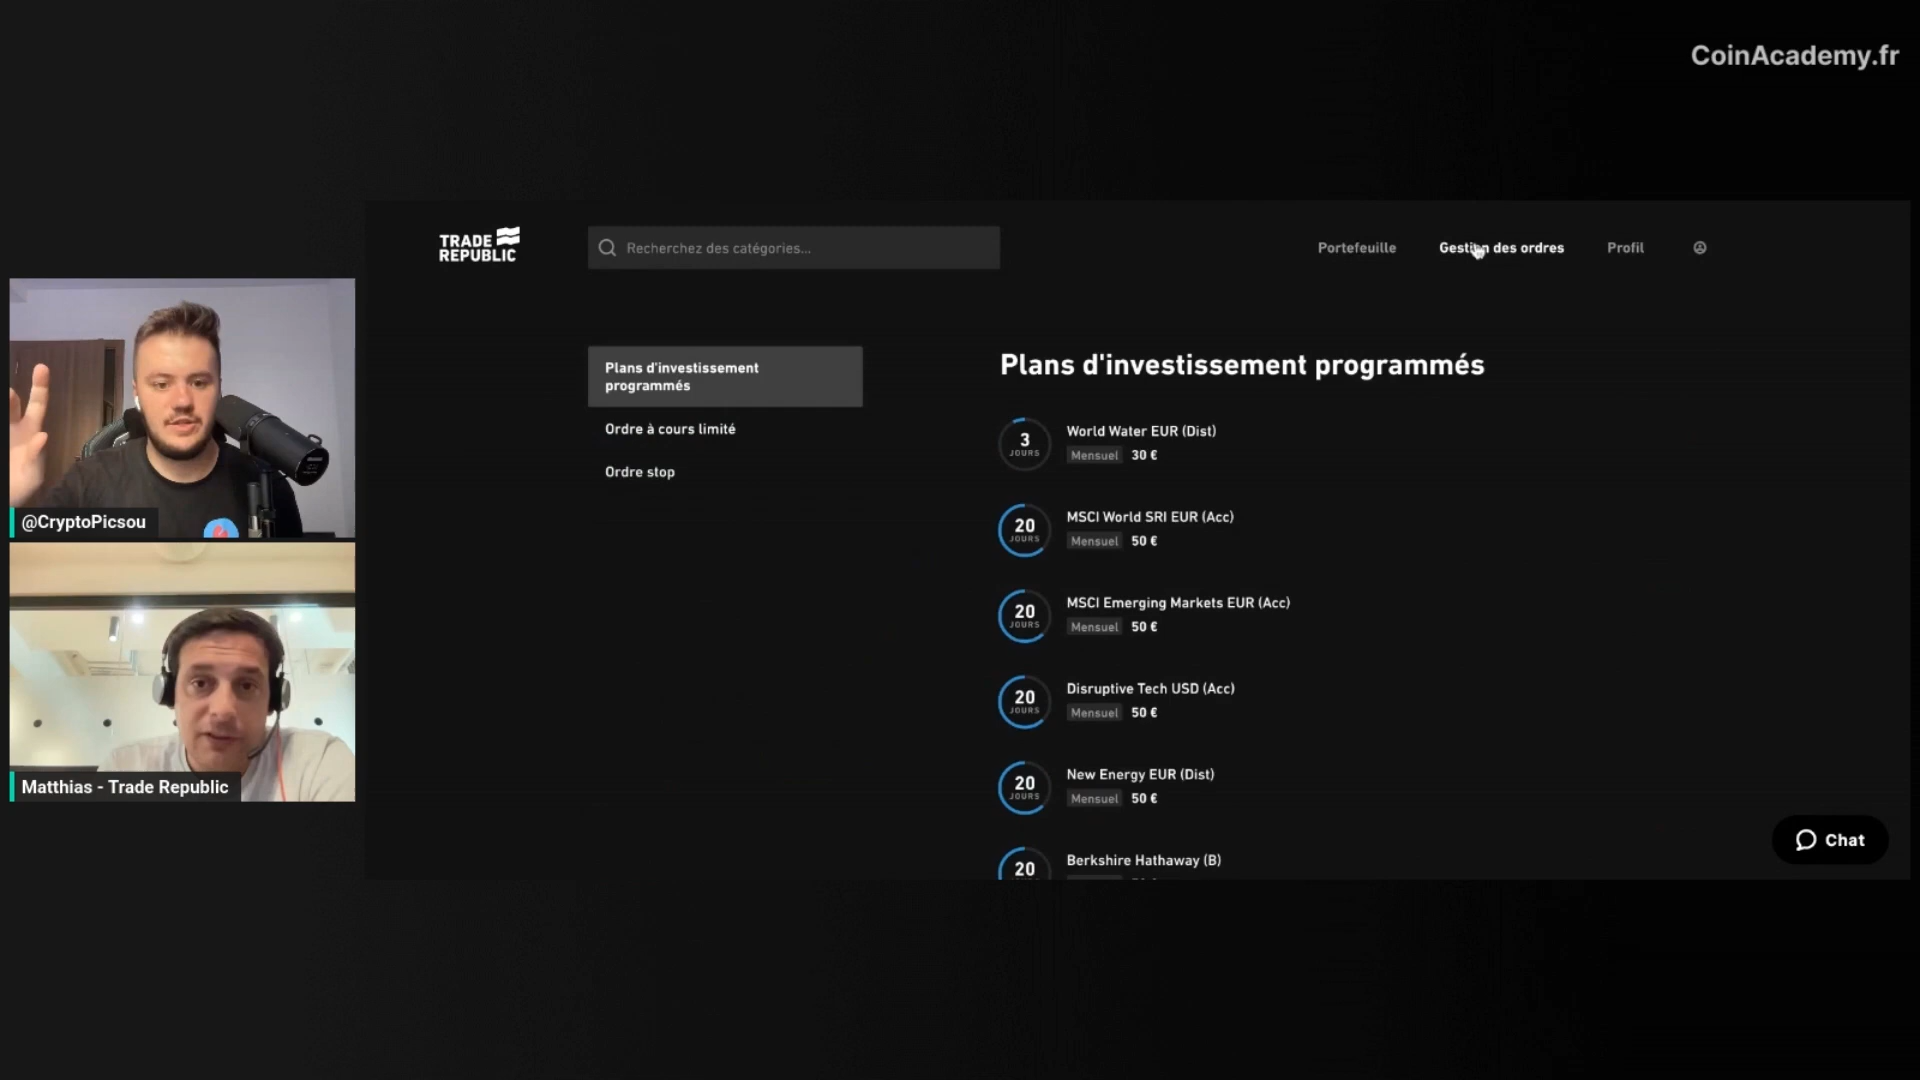 CoinAcademy.fr
TRADE
REPUBLIC
Recherchez des catégories...
Portefeuille
Gestion des ordres
Profil
Plans d'investissement
programmés
Ordre à cours limité
Ordre stop
Plans d'investissement programmés
3
JOURS
World Water EUR (Dist)
Mensuel 30 €
20
JOURS
MSCI World SRI EUR (Acc)
Mensuel 50 €
20
JOURS
MSCI Emerging Markets EUR (Acc)
Mensuel 50 €
20
JOURS
Disruptive Tech USD (Acc)
Mensuel 50 €
20
JOURS
New Energy EUR (Dist)
Mensuel 50 €
20
Berkshire Hathaway (B)
Chat
@CryptoPicsou
Matthias - Trade Republic